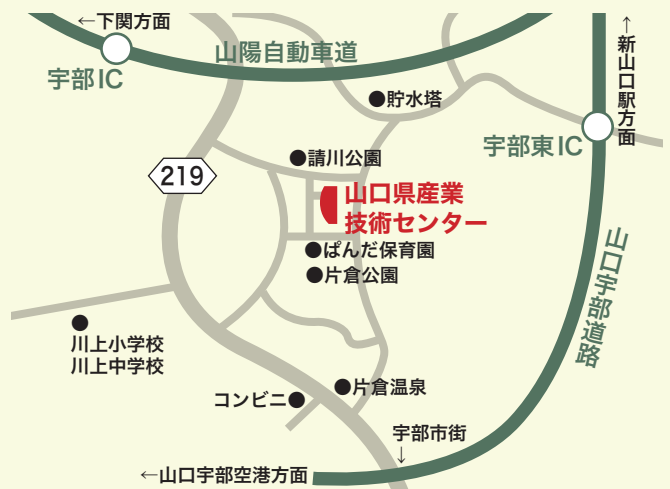 ←下関方面
山陽自動車道
宇部IC
↑新山口駅方面
貯水塔
宇部東IC
請川公園
219
山口県産業
技術センター
ぱんだ保育園
片倉公園
山口宇部道路
川上小学校
川上中学校
片倉温泉
コンビニ
宇部市街
↓
←山口宇部空港方面